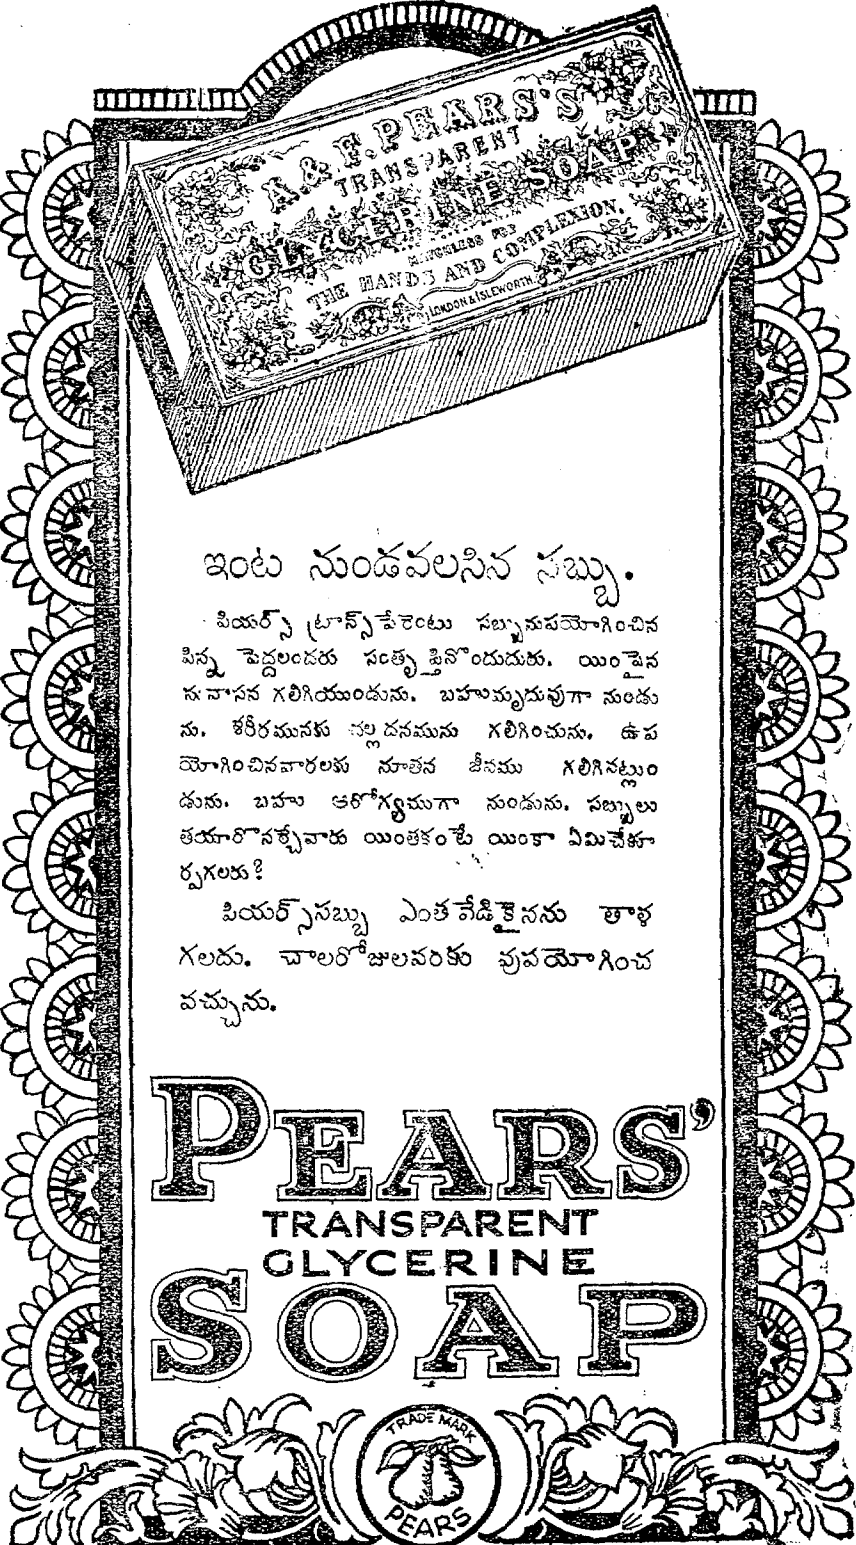 A. & F. PEARS'S
TRANSPARENT
GLYCERINE SOAP
MATCHLESS FOR
THE HANDS AND COMPLEXION.
LONDON & ISLEWORTH
ఇంట నుండవలసిన సబ్బు.
పియర్స్ ట్రాన్స్‌పేరెంటు సబ్బునుపయోగించిన
పిన్న పెద్దలందరు సంతృప్తినొందుదురు. యింపైన
సువాసన గలిగియుండును. బహుమృదువుగా నుండు
ను. శరీరమునకు చల్లదనమును గలిగించును. ఉప
యోగించినవారలకు నూతన జీవము గలిగినట్లుం
డును. బహు ఆరోగ్యముగా నుండును. సబ్బులు
తయారొనర్చేవారు యింతకంటే యింకా ఏమిచేకూ
ర్పగలరు?
పియర్స్‌సబ్బు ఎంత వేడికైనను తాళ
గలదు. చాలరోజులవరకు వుపయోగించ
వచ్చును.
PEARS'
TRANSPARENT
GLYCERINE
SOAP
TRADE MARK
PEARS